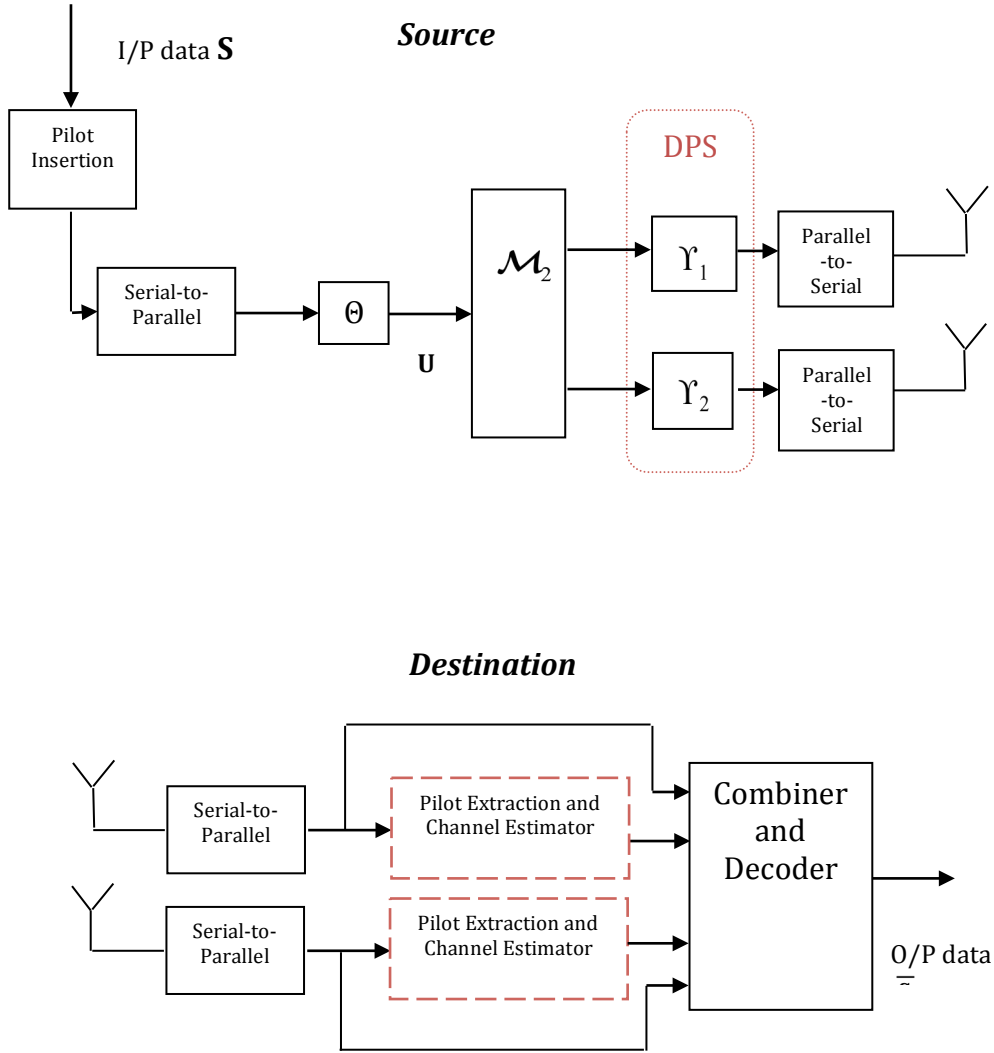 I/P data S
Source
Pilot
Insertion
DPS
ℳ₂
ϒ₁
Parallel
-to-
Serial
Serial-to-
Parallel
Θ
U
ϒ₂
Parallel
-to-
Serial
Destination
Serial-to-
Parallel
Pilot Extraction and
Channel Estimator
Combiner
and
Decoder
Serial-to-
Parallel
Pilot Extraction and
Channel Estimator
O/P data